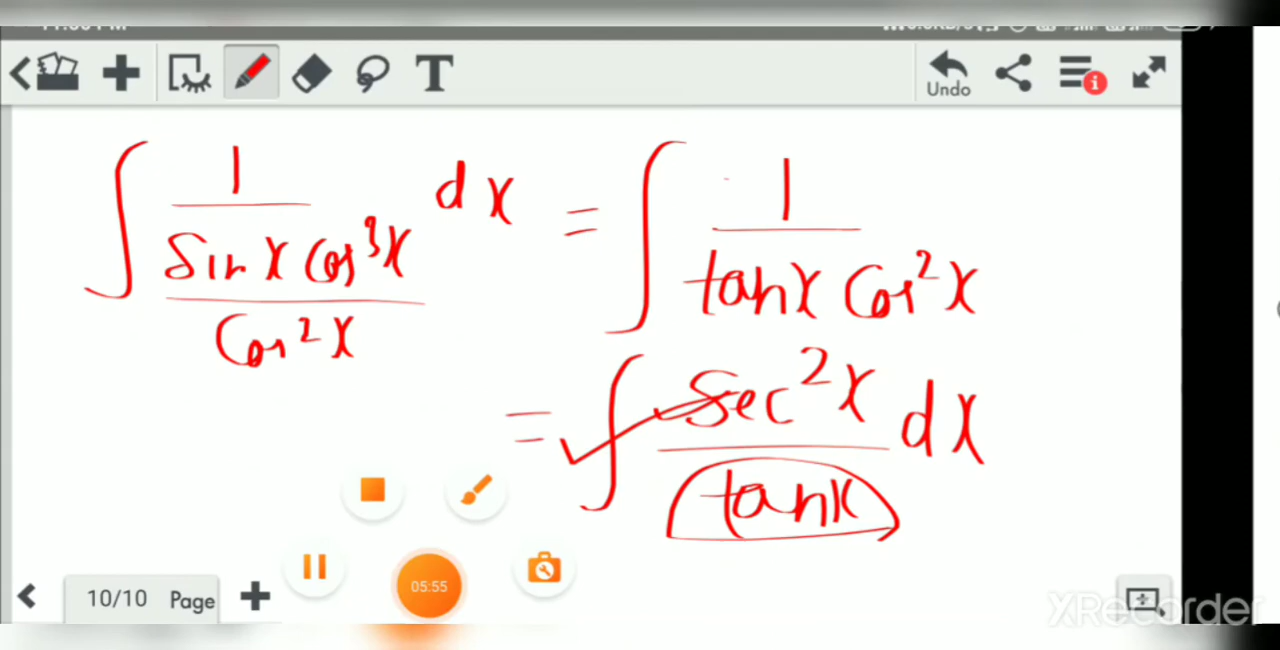 Undo
∫ 1 / (Sin x Cos³x / Cos²x) dx = ∫ 1 / (tan x Cos²x)
= ∫ Sec²x / tan x dx
05:55
10/10 Page
XRecorder